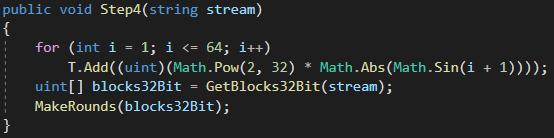 public void Step4(string stream)
{
    for (int i = 1; i <= 64; i++)
        T.Add((uint)(Math.Pow(2, 32) * Math.Abs(Math.Sin(i + 1))));
    uint[] blocks32Bit = GetBlocks32Bit(stream);
    MakeRounds(blocks32Bit);
}